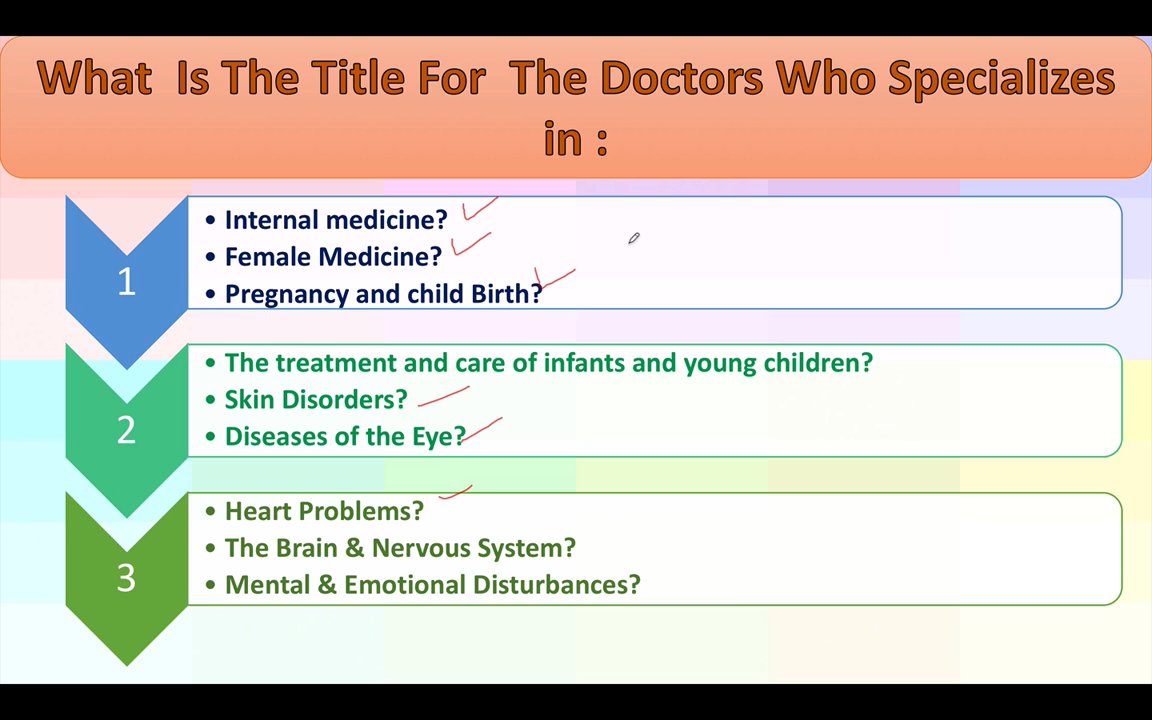 What Is The Title For The Doctors Who Specializes
in :
1
• Internal medicine?
• Female Medicine?
• Pregnancy and child Birth?
2
• The treatment and care of infants and young children?
• Skin Disorders?
• Diseases of the Eye?
3
• Heart Problems?
• The Brain & Nervous System?
• Mental & Emotional Disturbances?